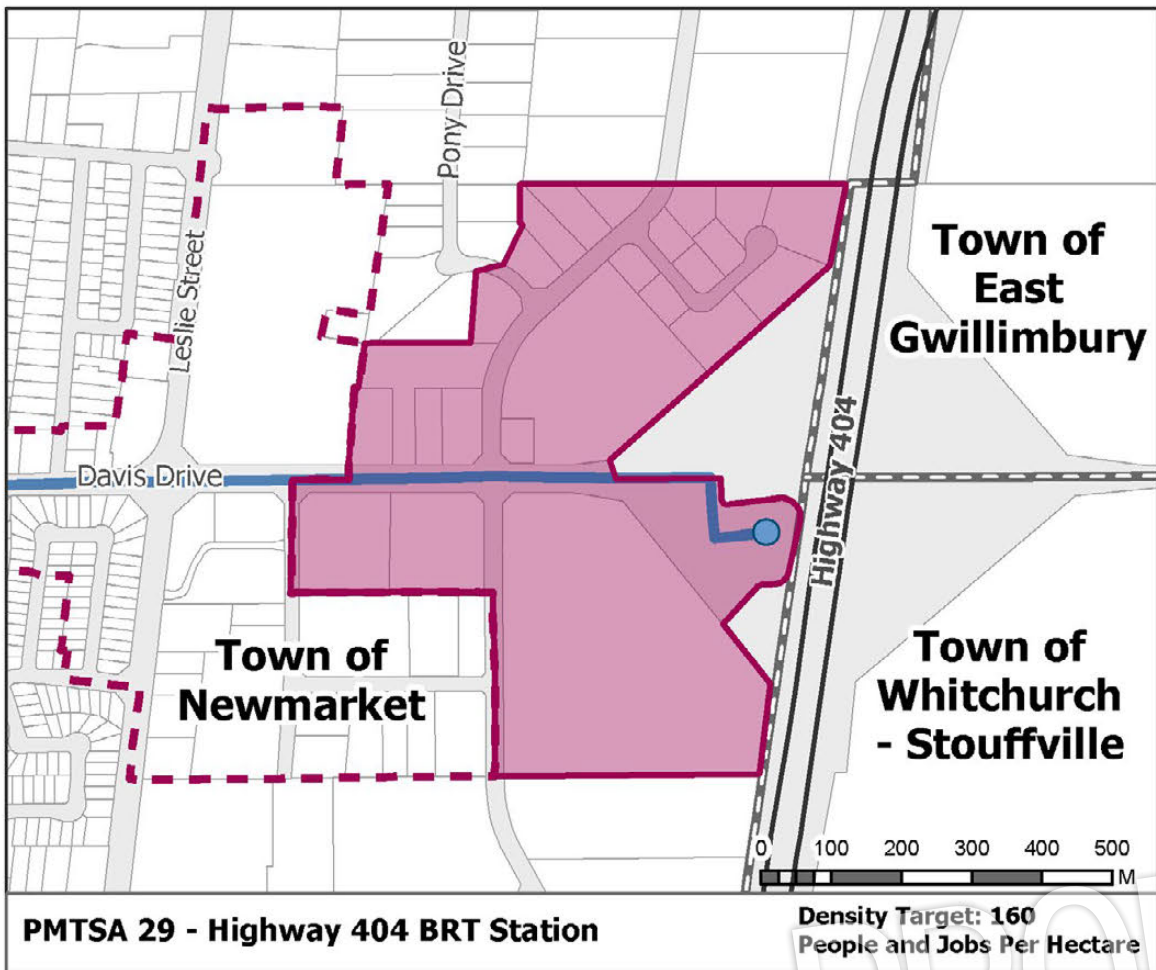 Pony Drive
Leslie Street
Town of
East
Gwillimbury
Highway 404
Davis Drive
Town of
Newmarket
Town of
Whitchurch
- Stouffville
0 100 200 300 400 500
M
PMTSA 29 - Highway 404 BRT Station
Density Target: 160
People and Jobs Per Hectare